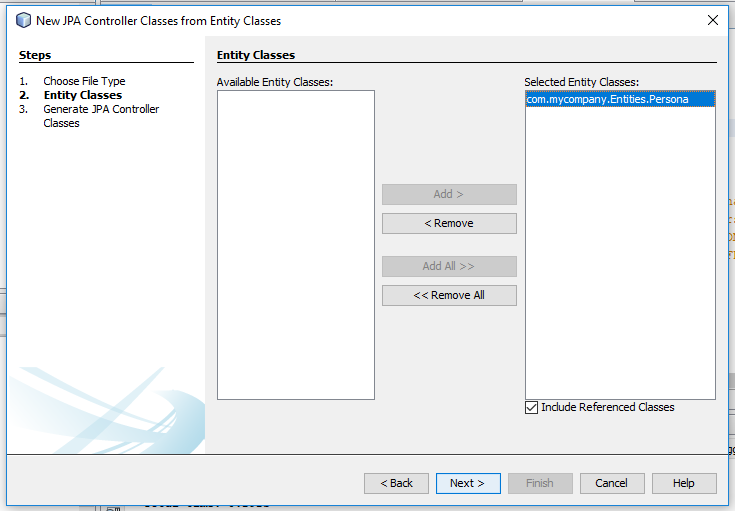 New JPA Controller Classes from Entity Classes
Steps
1. Choose File Type
2. Entity Classes
3. Generate JPA Controller
Classes
Entity Classes
Available Entity Classes:
Selected Entity Classes:
com.mycompany.Entities.Persona
Add >
< Remove
Add All >>
<< Remove All
Include Referenced Classes
< Back
Next >
Finish
Cancel
Help